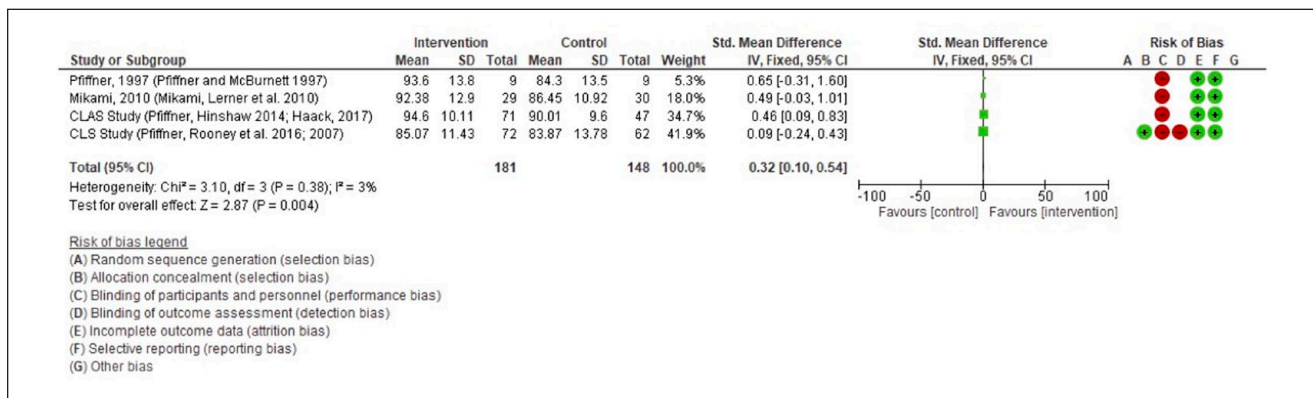 Intervention Control Std. Mean Difference Std. Mean Difference Risk of Bias
Study or Subgroup Mean SD Total Mean SD Total Weight IV, Fixed, 95% CI IV, Fixed, 95% CI A B C D E F G
Pfiffner, 1997 (Pfiffner and McBurnett 1997) 93.6 13.8 9 84.3 13.5 9 5.3% 0.65 [-0.31, 1.60]
Mikami, 2010 (Mikami, Lerner et al. 2010) 92.38 12.9 29 86.45 10.92 30 18.0% 0.49 [-0.03, 1.01]
CLAS Study (Pfiffner, Hinshaw 2014; Haack, 2017) 94.6 10.11 71 90.01 9.6 47 34.7% 0.46 [0.09, 0.83]
CLS Study (Pfiffner, Rooney et al. 2016; 2007) 85.07 11.43 72 83.87 13.78 62 41.9% 0.09 [-0.24, 0.43]
Total (95% CI) 181 148 100.0% 0.32 [0.10, 0.54]
Heterogeneity: Chi² = 3.10, df = 3 (P = 0.38); I² = 3%
Test for overall effect: Z = 2.87 (P = 0.004)
-100 -50 0 50 100
Favours [control] Favours [intervention]
Risk of bias legend
(A) Random sequence generation (selection bias)
(B) Allocation concealment (selection bias)
(C) Blinding of participants and personnel (performance bias)
(D) Blinding of outcome assessment (detection bias)
(E) Incomplete outcome data (attrition bias)
(F) Selective reporting (reporting bias)
(G) Other bias